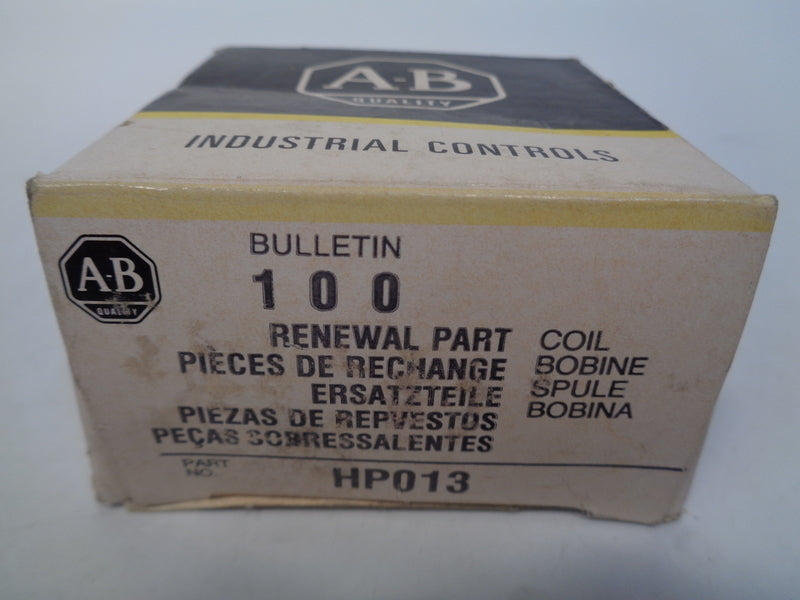 A-B
QUALITY
INDUSTRIAL CONTROLS
A-B
QUALITY
BULLETIN
100
RENEWAL PART COIL
PIÈCES DE RECHANGE BOBINE
ERSATZTEILE SPULE
PIEZAS DE REPVESTOS BOBINA
PEÇAS SOBRESSALENTES
PART
NO. HP013